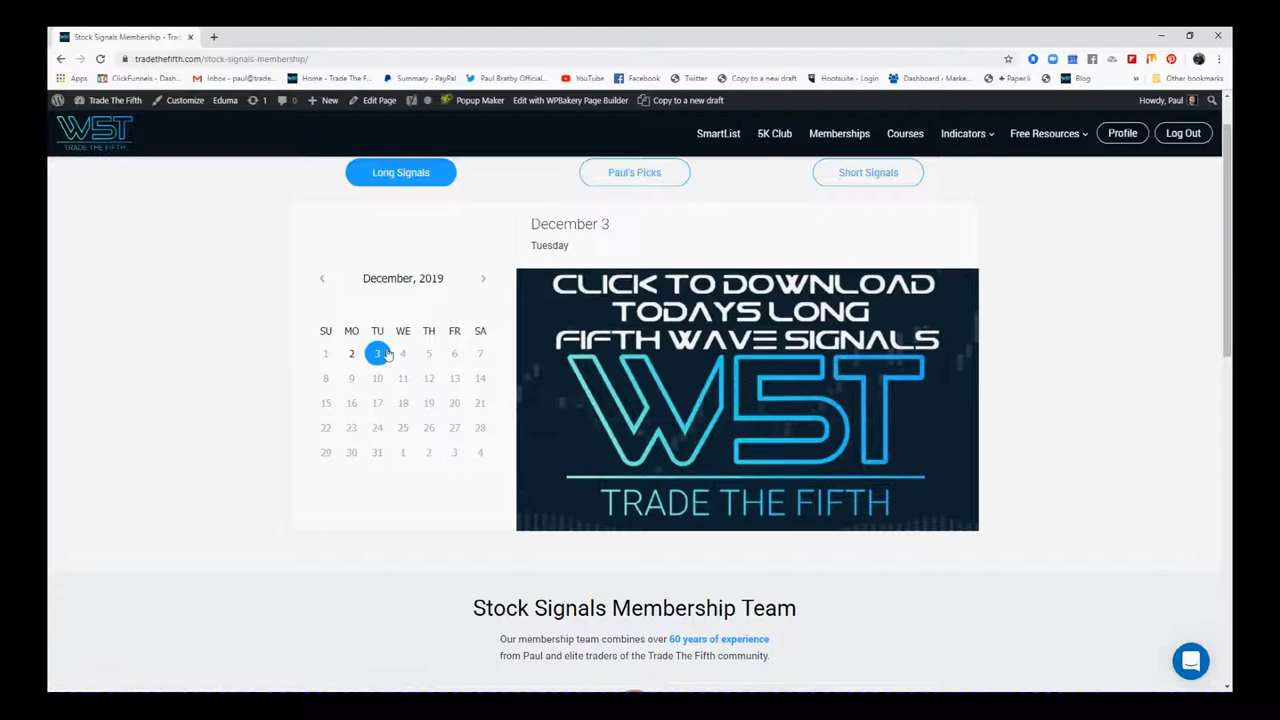 Stock Signals Membership - Trad
tradethefifth.com/stock-signals-membership/
Apps ClickFunnels - Dash... Inbox - paul@trade... Home - Trade The F... Summary - PayPal Paul Bratby Official... YouTube Facebook Twitter Copy to a new draft Hootsuite - Login Dashboard - Marke... + Paper.li Blog » Other bookmarks
Trade The Fifth Customize Eduma 1 0 + New Edit Page Popup Maker Edit with WPBakery Page Builder Copy to a new draft Howdy, Paul
W5T
TRADE THE FIFTH
SmartList 5K Club Memberships Courses Indicators Free Resources Profile Log Out
Long Signals Paul's Picks Short Signals
December 3
Tuesday
December, 2019
SU MO TU WE TH FR SA
1 2 3 4 5 6 7
8 9 10 11 12 13 14
15 16 17 18 19 20 21
22 23 24 25 26 27 28
29 30 31 1 2 3 4
CLICK TO DOWNLOAD
TODAYS LONG
FIFTH WAVE SIGNALS
W5T
TRADE THE FIFTH
Stock Signals Membership Team
Our membership team combines over 60 years of experience
from Paul and elite traders of the Trade The Fifth community.